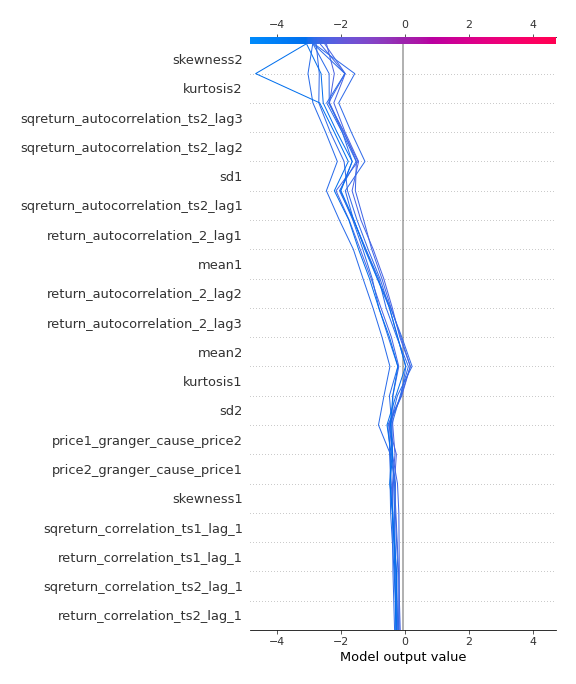 −4 −2 0 2 4
skewness2
kurtosis2
sqreturn_autocorrelation_ts2_lag3
sqreturn_autocorrelation_ts2_lag2
sd1
sqreturn_autocorrelation_ts2_lag1
return_autocorrelation_2_lag1
mean1
return_autocorrelation_2_lag2
return_autocorrelation_2_lag3
mean2
kurtosis1
sd2
price1_granger_cause_price2
price2_granger_cause_price1
skewness1
sqreturn_correlation_ts1_lag_1
return_correlation_ts1_lag_1
sqreturn_correlation_ts2_lag_1
return_correlation_ts2_lag_1
−4 −2 0 2 4
Model output value